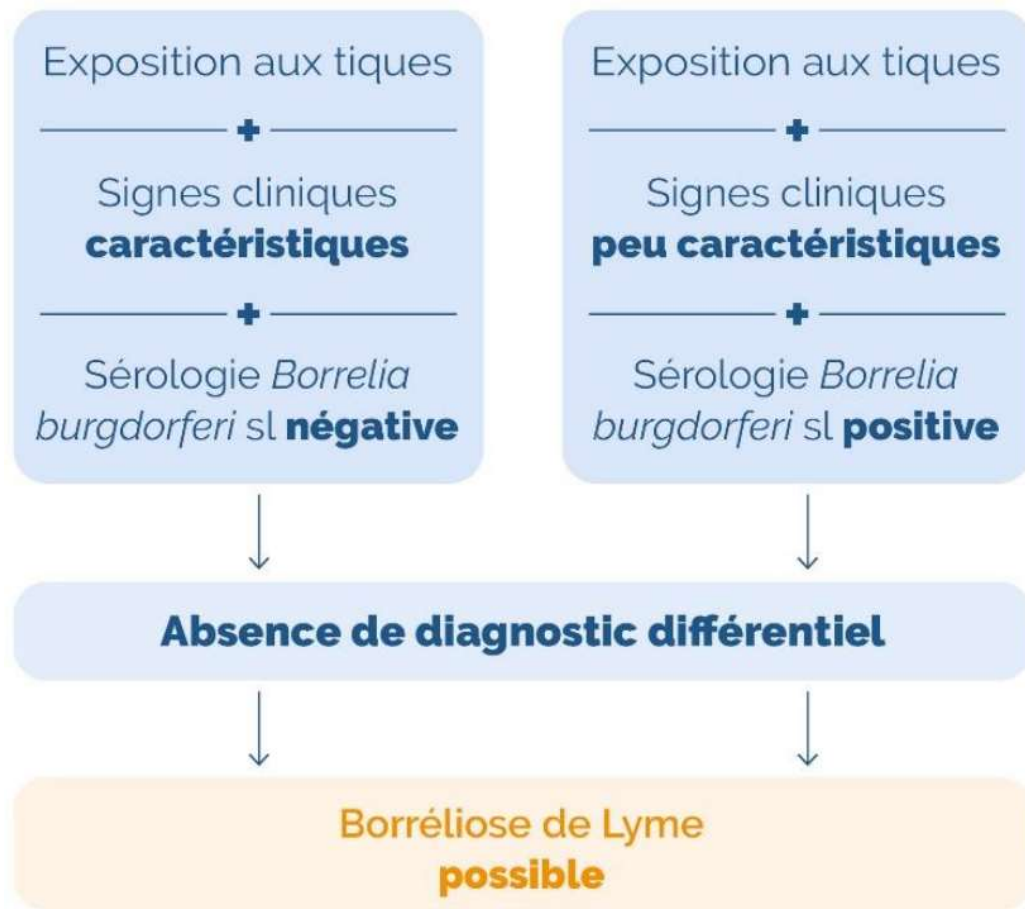 Exposition aux tiques
+
Signes cliniques
caractéristiques
+
Sérologie Borrelia
burgdorferi sl négative
Exposition aux tiques
+
Signes cliniques
peu caractéristiques
+
Sérologie Borrelia
burgdorferi sl positive
Absence de diagnostic différentiel
Borréliose de Lyme
possible